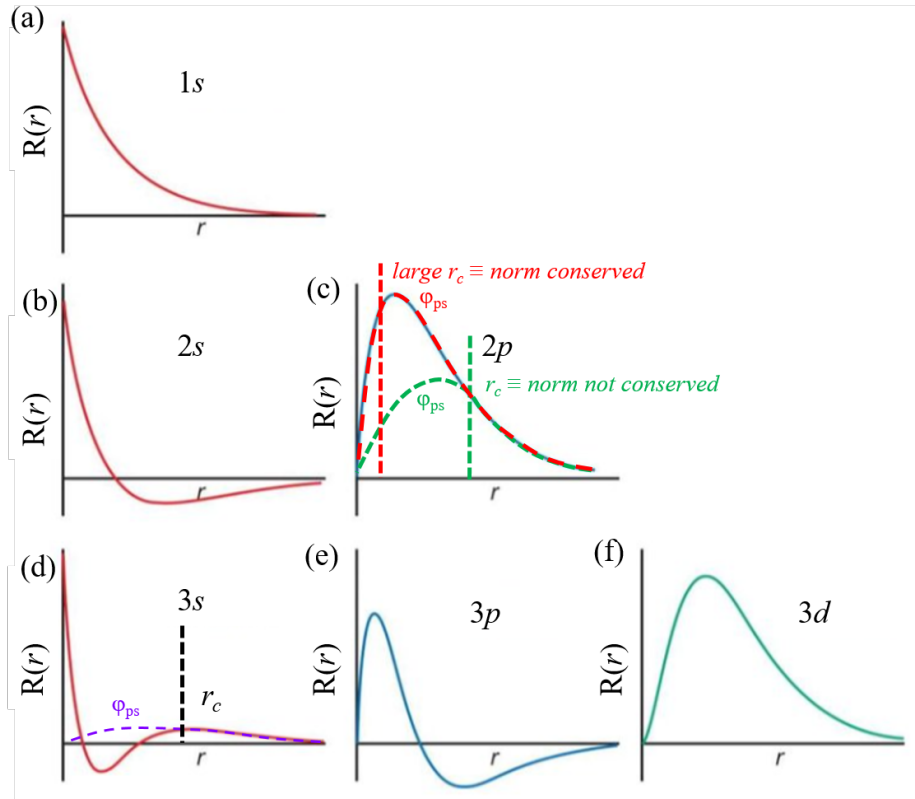 (a)
1s
R(r)
r
(b)
2s
R(r)
r
(c)
large rc ≡ norm conserved
φps
2p
rc ≡ norm not conserved
φps
R(r)
r
(d)
3s
rc
φps
R(r)
r
(e)
3p
R(r)
r
(f)
3d
R(r)
r